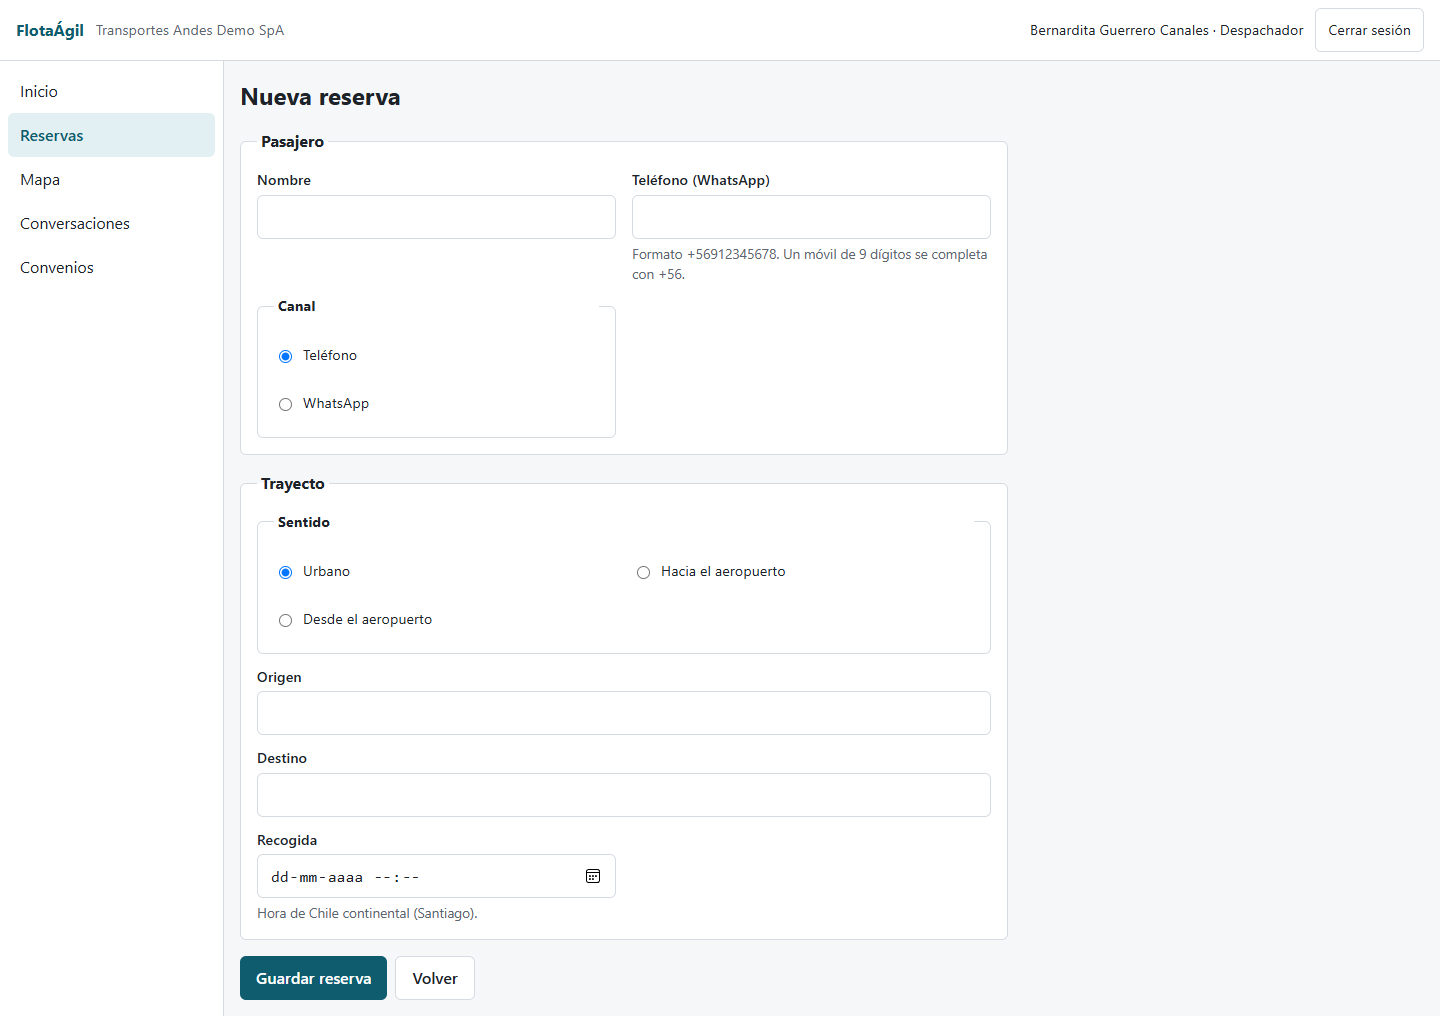 FlotaÁgil Transportes Andes Demo SpA
Bernardita Guerrero Canales · Despachador
Cerrar sesión
Inicio
Reservas
Mapa
Conversaciones
Convenios
Nueva reserva
Pasajero
Nombre
Teléfono (WhatsApp)
Formato +56912345678. Un móvil de 9 dígitos se completa
con +56.
Canal
Teléfono
WhatsApp
Trayecto
Sentido
Urbano
Hacia el aeropuerto
Desde el aeropuerto
Origen
Destino
Recogida
dd-mm-aaaa --:--
Hora de Chile continental (Santiago).
Guardar reserva
Volver